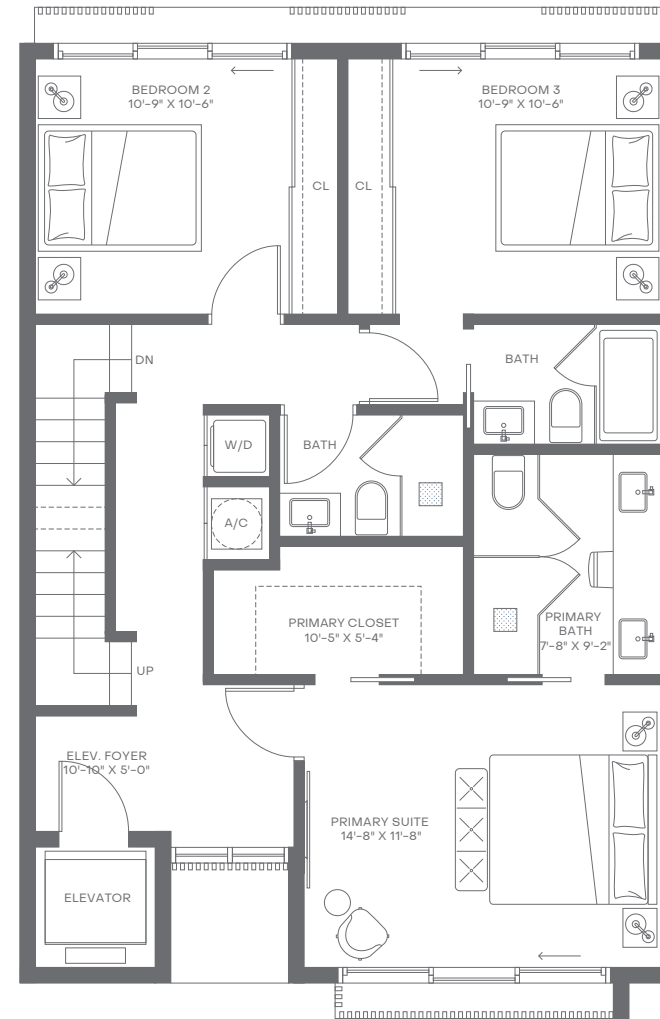 BEDROOM 2
10'-9" X 10'-6"
BEDROOM 3
10'-9" X 10'-6"
CL
CL
DN
BATH
W/D
BATH
A/C
PRIMARY CLOSET
10'-5" X 5'-4"
PRIMARY
BATH
7'-8" X 9'-2"
UP
ELEV. FOYER
10'-10" X 5'-0"
PRIMARY SUITE
14'-8" X 11'-8"
ELEVATOR